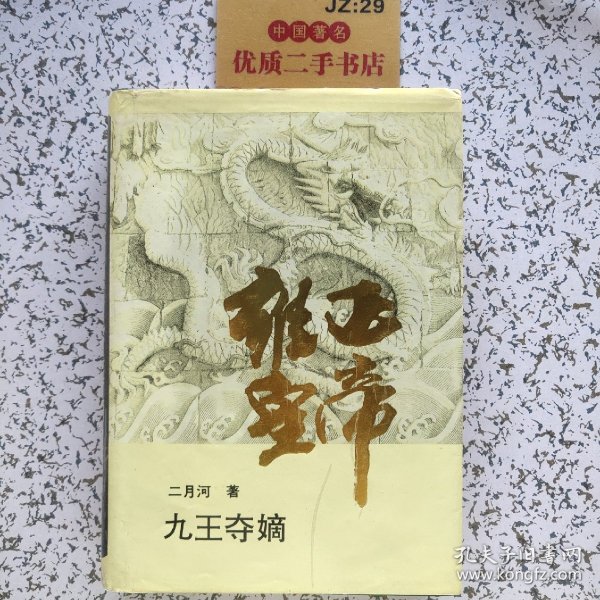 JZ:29
中国著名
优质二手书店
雍正
皇帝
二月河 著
九王夺嫡
孔夫子旧书网
www.kongfz.com